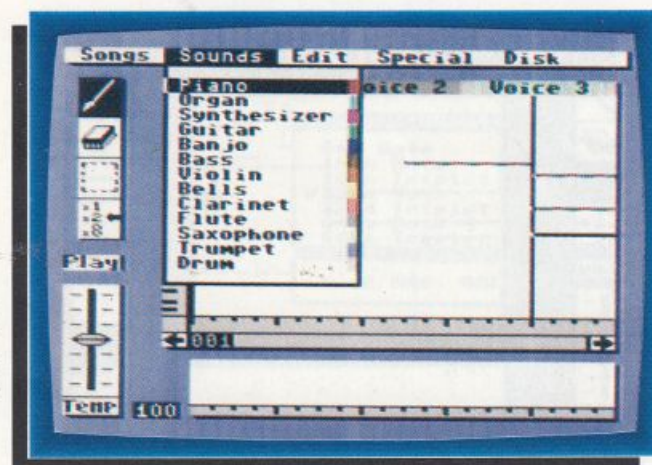 Songs Sounds Edit Special Disk
Piano
oice 2 Voice 3
Organ
Synthesizer
Guitar
Banjo
Bass
Violin
Bells
Clarinet
Flute
Saxophone
Trumpet
Drum
Play
001
Temp 100